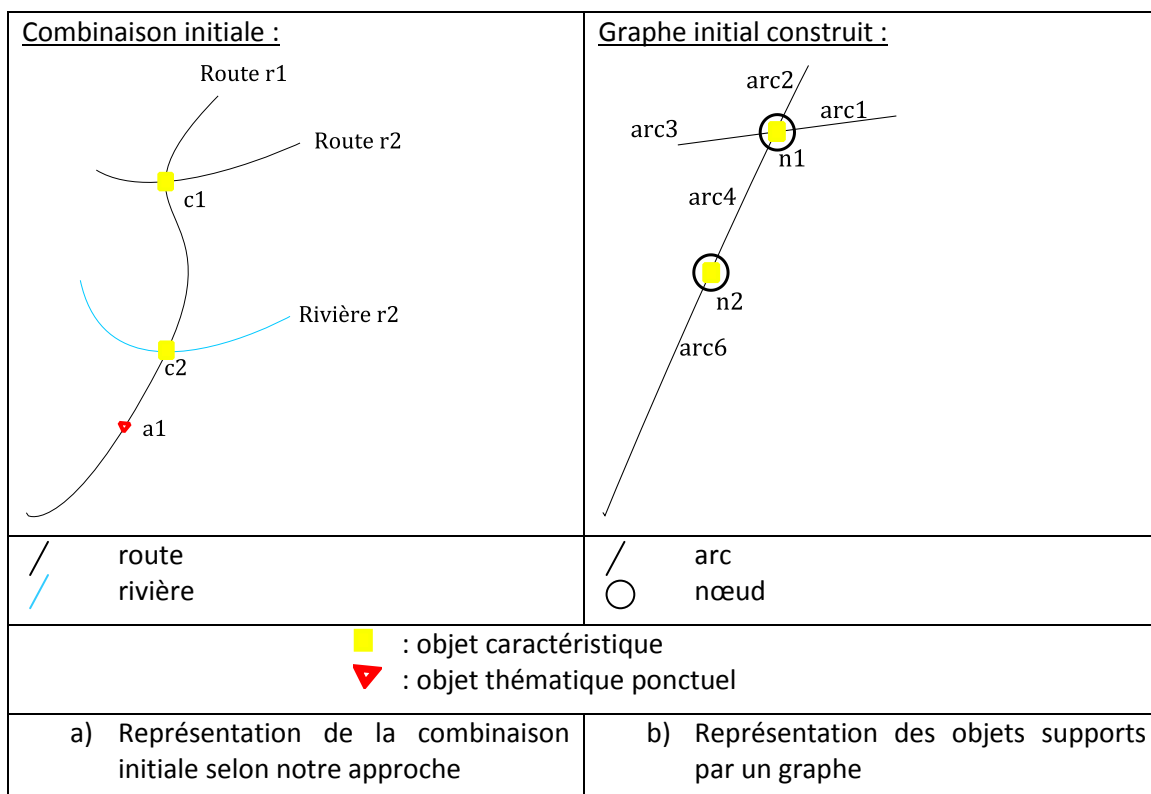 Combinaison initiale :
Route r1
Route r2
c1
Rivière r2
c2
a1
Graphe initial construit :
arc2
arc1
arc3
n1
arc4
n2
arc6
route
rivière
arc
nœud
: objet caractéristique
: objet thématique ponctuel
a) Représentation de la combinaison
initiale selon notre approche
b) Représentation des objets supports
par un graphe